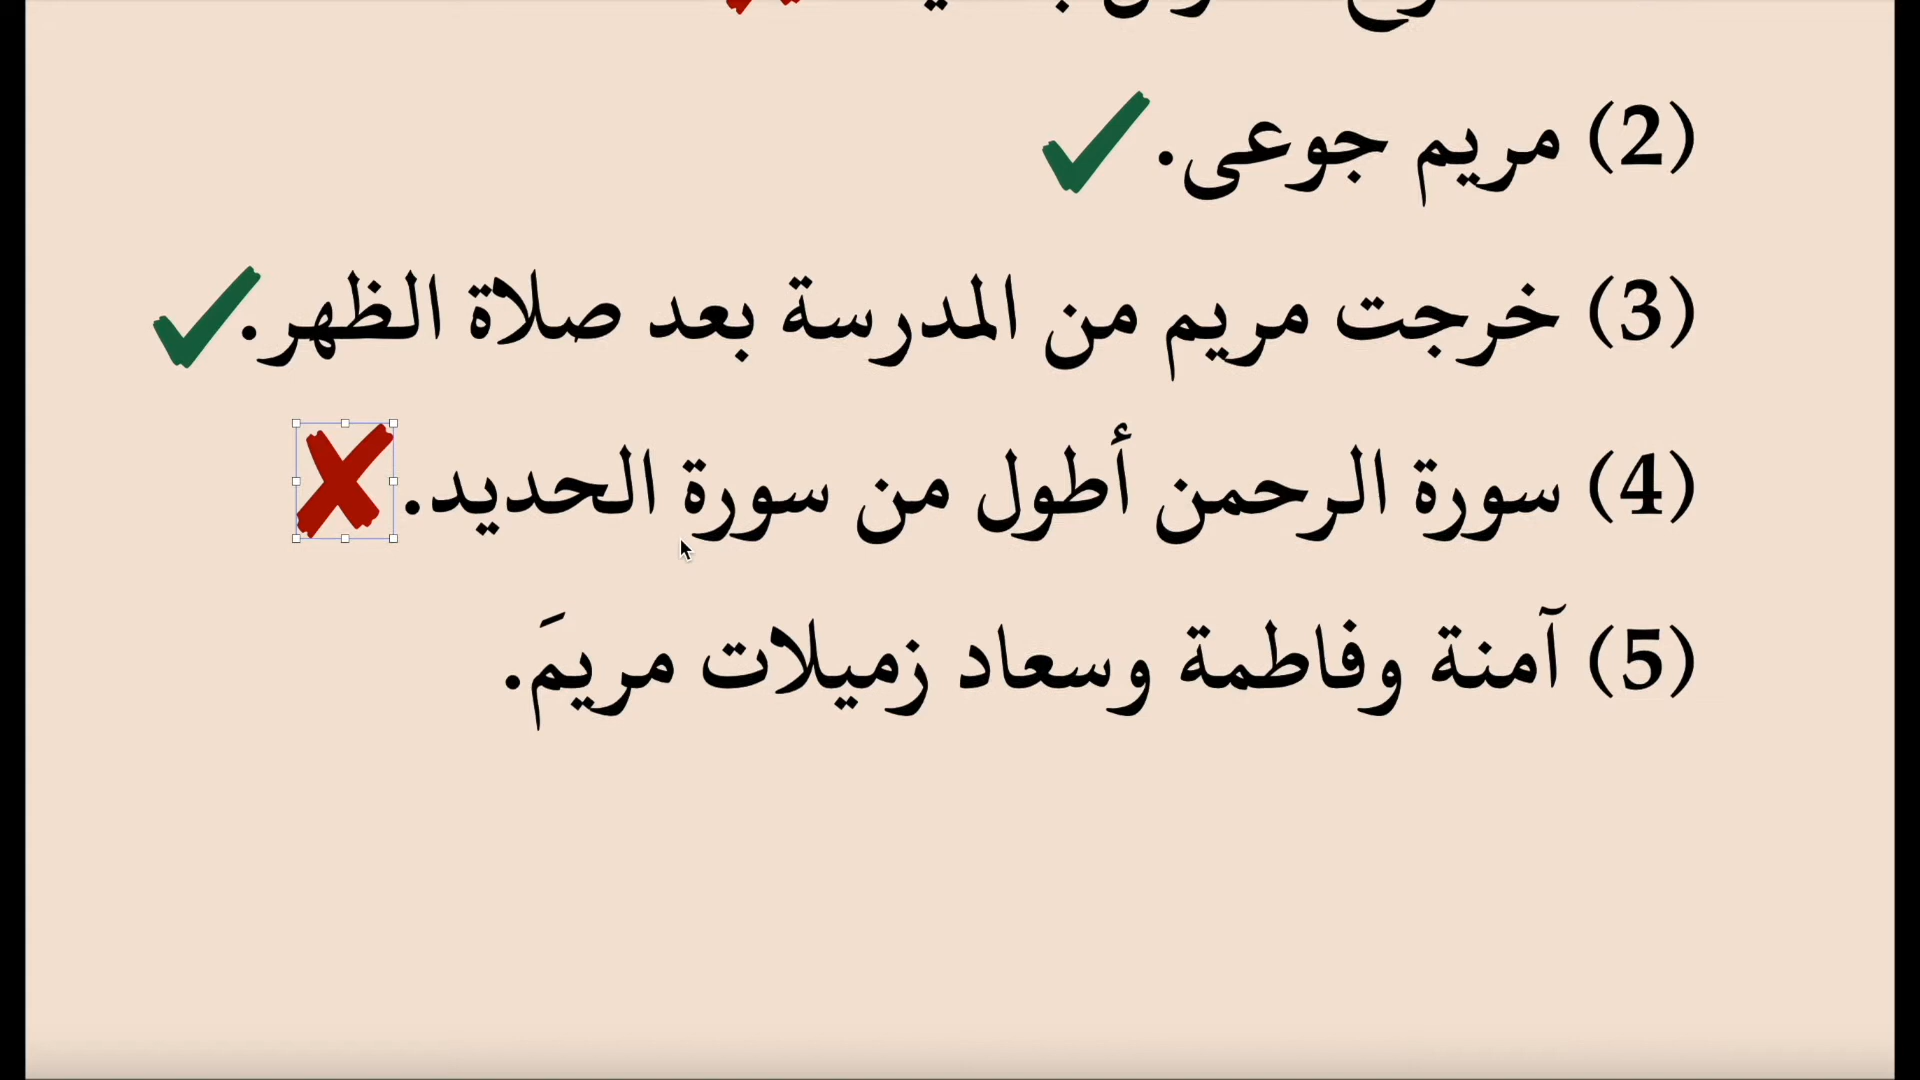 (2) مريم جوعى.
(3) خرجت مريم من المدرسة بعد صلاة الظهر.
(4) سورة الرحمن أطول من سورة الحديد.
(5) آمنة وفاطمة وسعاد زميلات مريمَ.